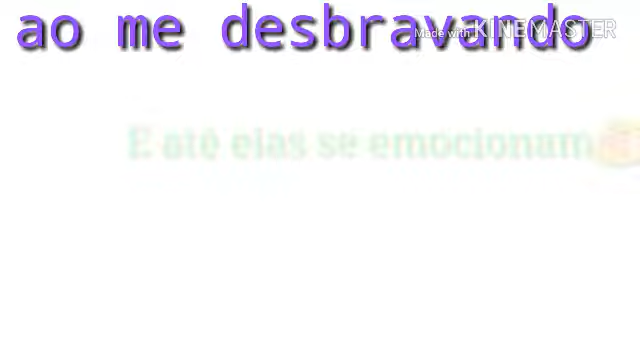 ao me desbravando
Made with KINEMASTER
E até elas se emocionam